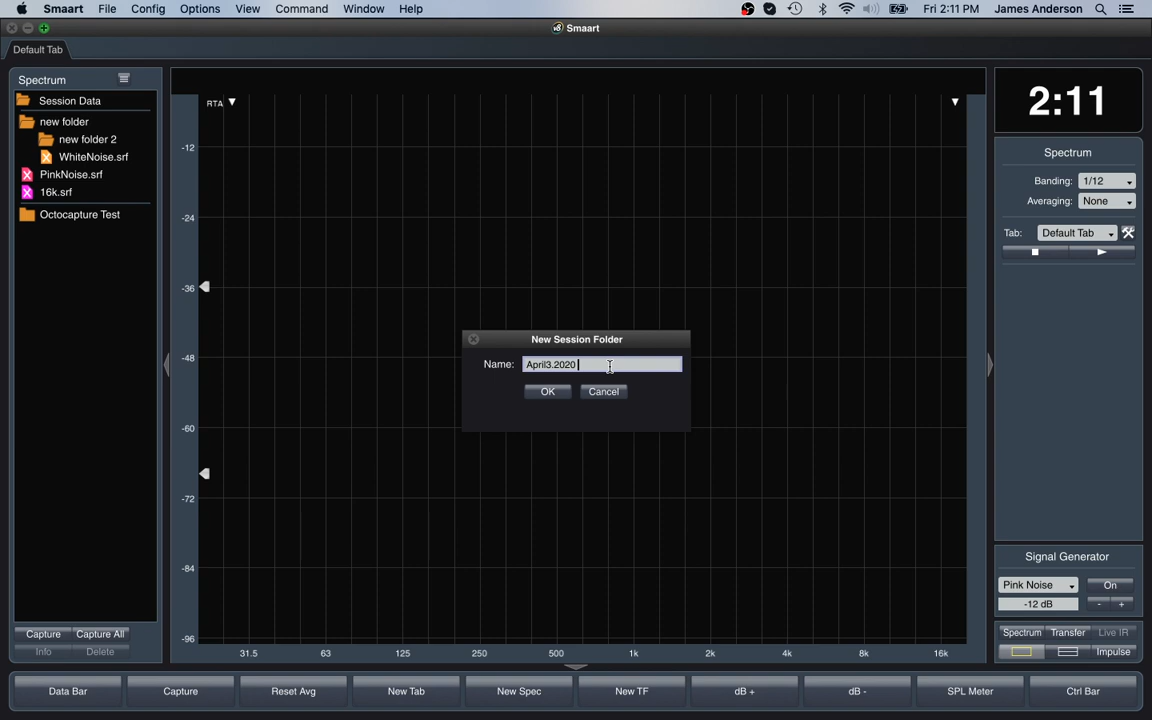 Smaart File Config Options View Command Window Help Fri 2:11 PM James Anderson
Smaart
Default Tab
Spectrum
Session Data
new folder
new folder 2
WhiteNoise.srf
PinkNoise.srf
16k.srf
Octocapture Test
Capture Capture All
Info Delete
RTA
-12
-24
-36
-48
-60
-72
-84
-96
31.5 63 125 250 500 1k 2k 4k 8k 16k
New Session Folder
Name: April3.2020
OK Cancel
2:11
Spectrum
Banding: 1/12
Averaging: None
Tab: Default Tab
Signal Generator
Pink Noise On
-12 dB - +
Spectrum Transfer Live IR
Impulse
Data Bar Capture Reset Avg New Tab New Spec New TF dB + dB - SPL Meter Ctrl Bar